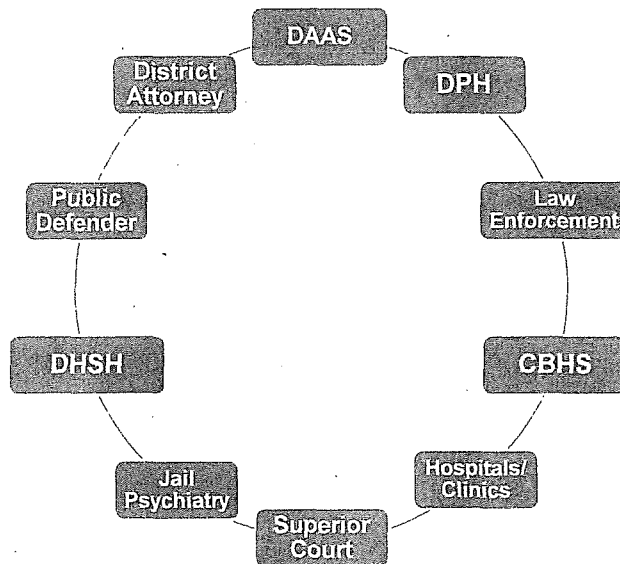 DAAS
DPH
Law
Enforcement
CBHS
Hospitals/
Clinics
Superior
Court
Jail
Psychiatry
DHSH
Public
Defender
District
Attorney